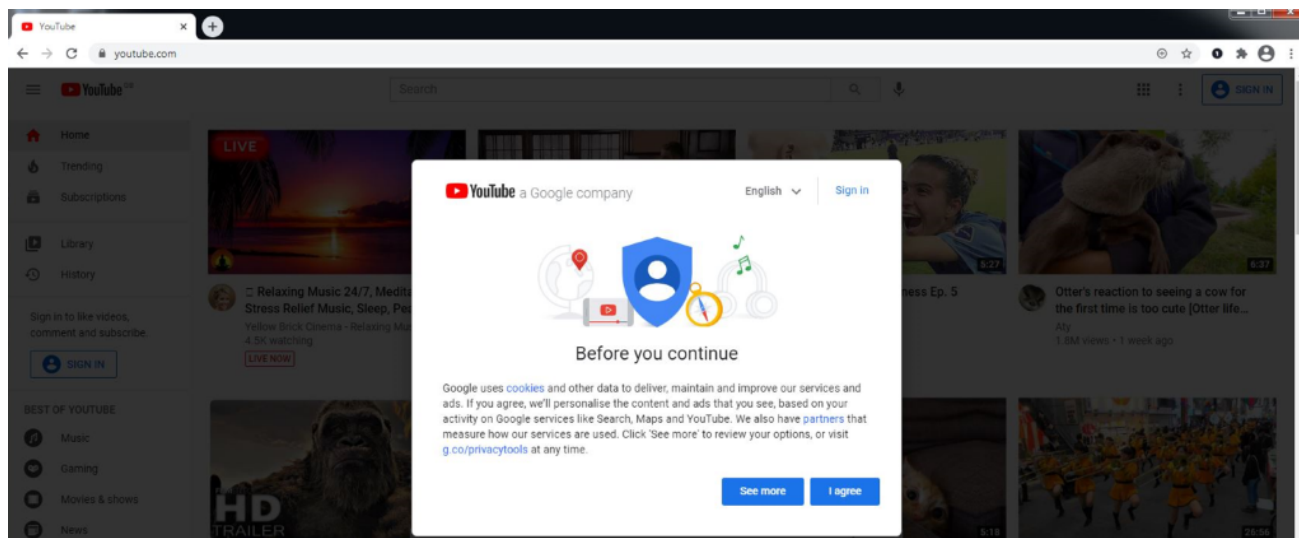 YouTube
youtube.com
YouTube GB
Search
SIGN IN
Home
Trending
Subscriptions
Library
History
Sign in to like videos,
comment and subscribe.
SIGN IN
BEST OF YOUTUBE
Music
Gaming
Movies & shows
News
LIVE
Relaxing Music 24/7, Medita
Stress Relief Music, Sleep, Pea
Yellow Brick Cinema - Relaxing Mus
4.5K watching
LIVE NOW
5:27
ness Ep. 5
6:37
Otter's reaction to seeing a cow for
the first time is too cute [Otter life...
Aty
1.8M views • 1 week ago
HD
TRAILER
5:18
26:56
YouTube a Google company
English
Sign in
Before you continue
Google uses cookies and other data to deliver, maintain and improve our services and
ads. If you agree, we'll personalise the content and ads that you see, based on your
activity on Google services like Search, Maps and YouTube. We also have partners that
measure how our services are used. Click 'See more' to review your options, or visit
g.co/privacytools at any time.
See more
I agree